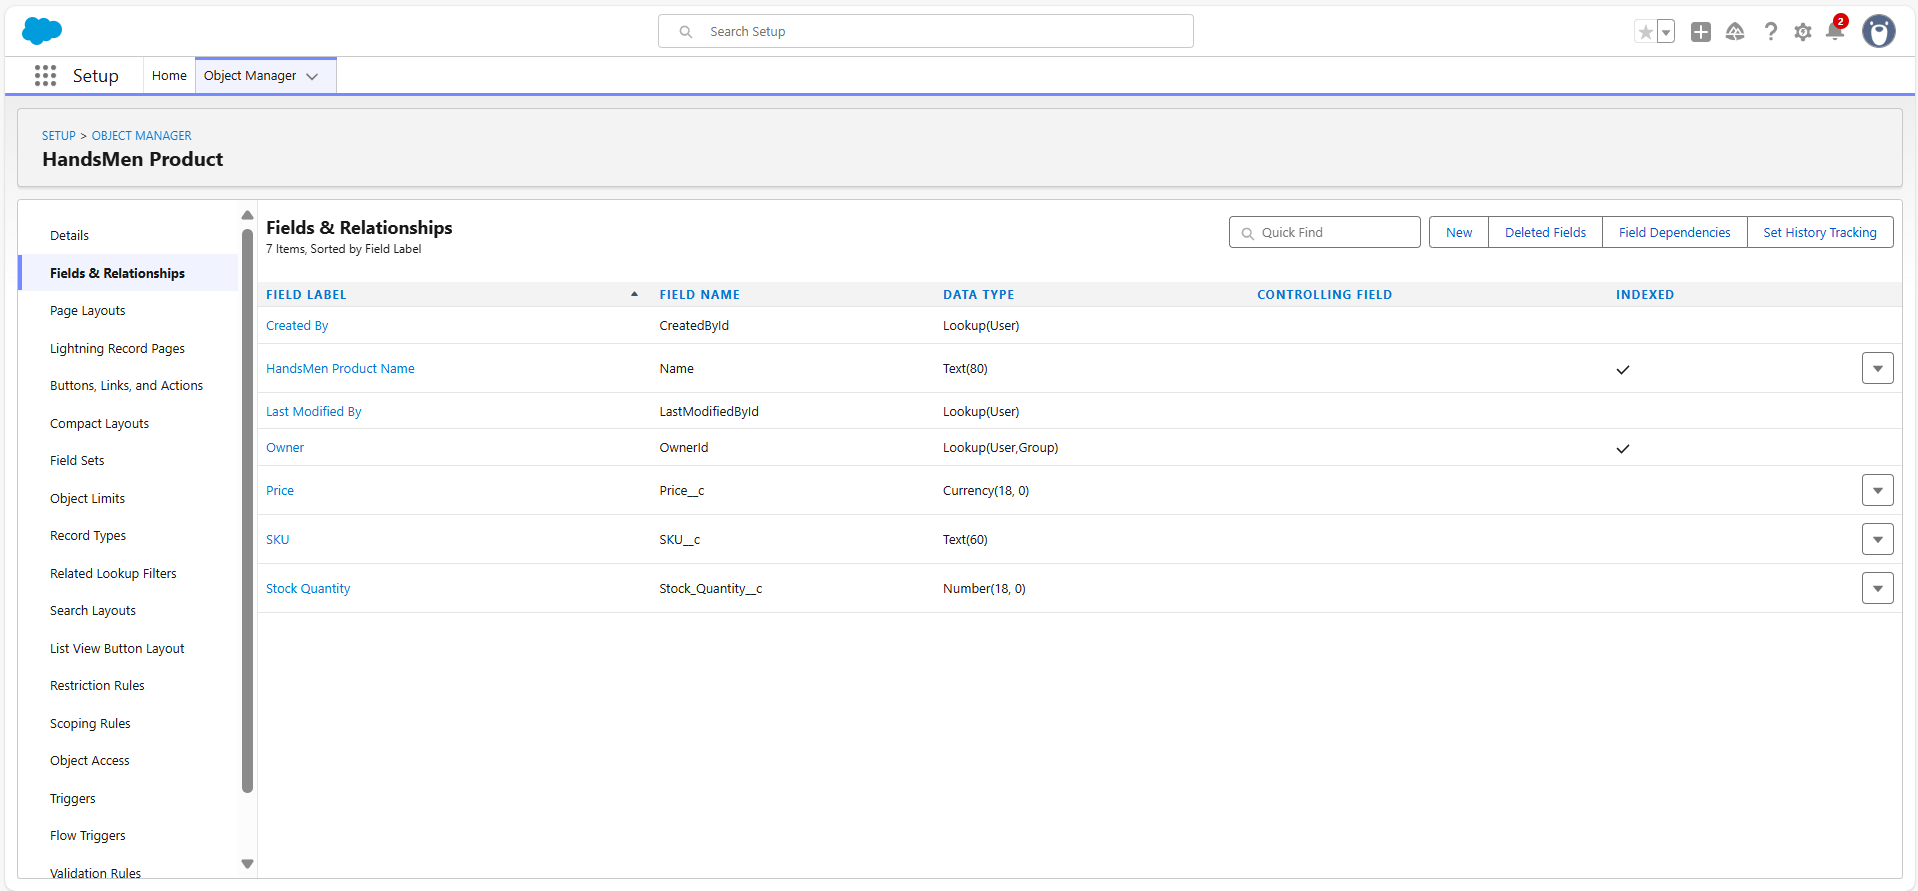 Search Setup
2
Setup
Home
Object Manager
SETUP > OBJECT MANAGER
HandsMen Product
Details
Fields & Relationships
Page Layouts
Lightning Record Pages
Buttons, Links, and Actions
Compact Layouts
Field Sets
Object Limits
Record Types
Related Lookup Filters
Search Layouts
List View Button Layout
Restriction Rules
Scoping Rules
Object Access
Triggers
Flow Triggers
Validation Rules
Fields & Relationships
7 Items, Sorted by Field Label
Quick Find
New
Deleted Fields
Field Dependencies
Set History Tracking
FIELD LABEL FIELD NAME DATA TYPE CONTROLLING FIELD INDEXED
Created By CreatedById Lookup(User)
HandsMen Product Name Name Text(80)
Last Modified By LastModifiedById Lookup(User)
Owner OwnerId Lookup(User,Group)
Price Price__c Currency(18, 0)
SKU SKU__c Text(60)
Stock Quantity Stock_Quantity__c Number(18, 0)